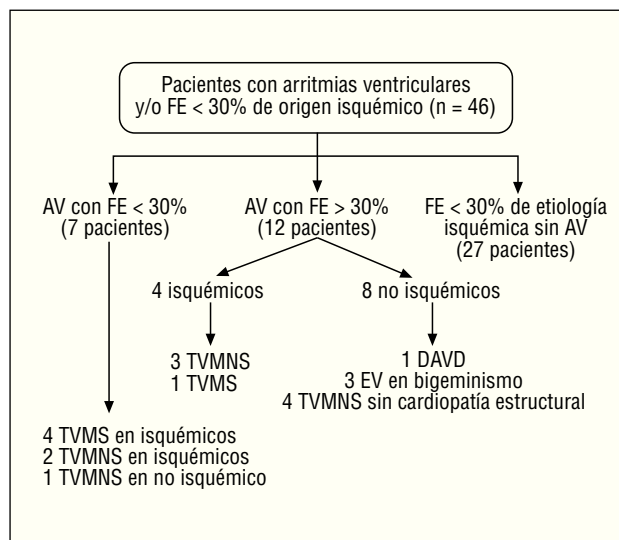 Pacientes con arritmias ventriculares
y/o FE < 30% de origen isquémico (n = 46)
AV con FE < 30%
(7 pacientes)
AV con FE > 30%
(12 pacientes)
FE < 30% de etiología
isquémica sin AV
(27 pacientes)
4 isquémicos
8 no isquémicos
3 TVMNS
1 TVMS
1 DAVD
3 EV en bigeminismo
4 TVMNS sin cardiopatía estructural
4 TVMS en isquémicos
2 TVMNS en isquémicos
1 TVMNS en no isquémico